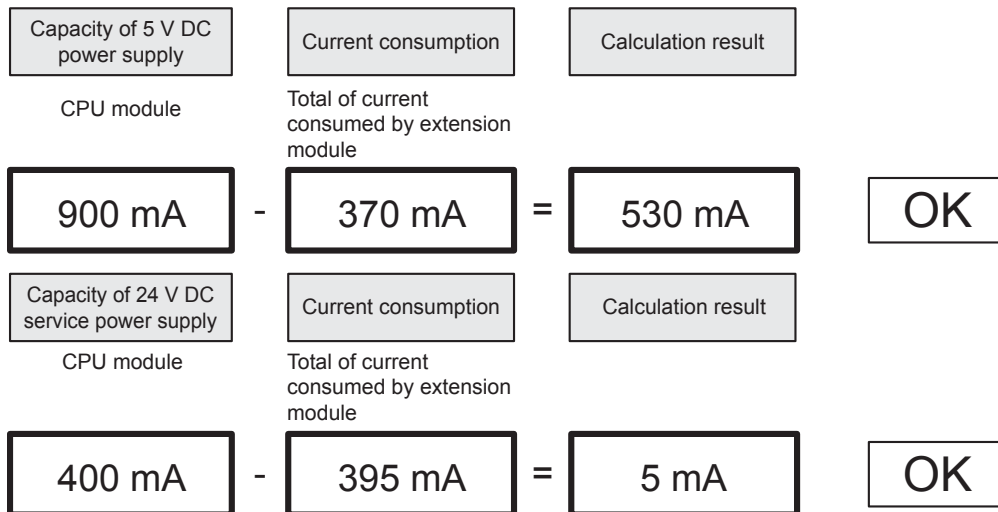 Capacity of 5 V DC
power supply
Current consumption
Calculation result
CPU module
Total of current
consumed by extension
module
900 mA
-
370 mA
=
530 mA
OK
Capacity of 24 V DC
service power supply
Current consumption
Calculation result
CPU module
Total of current
consumed by extension
module
400 mA
-
395 mA
=
5 mA
OK